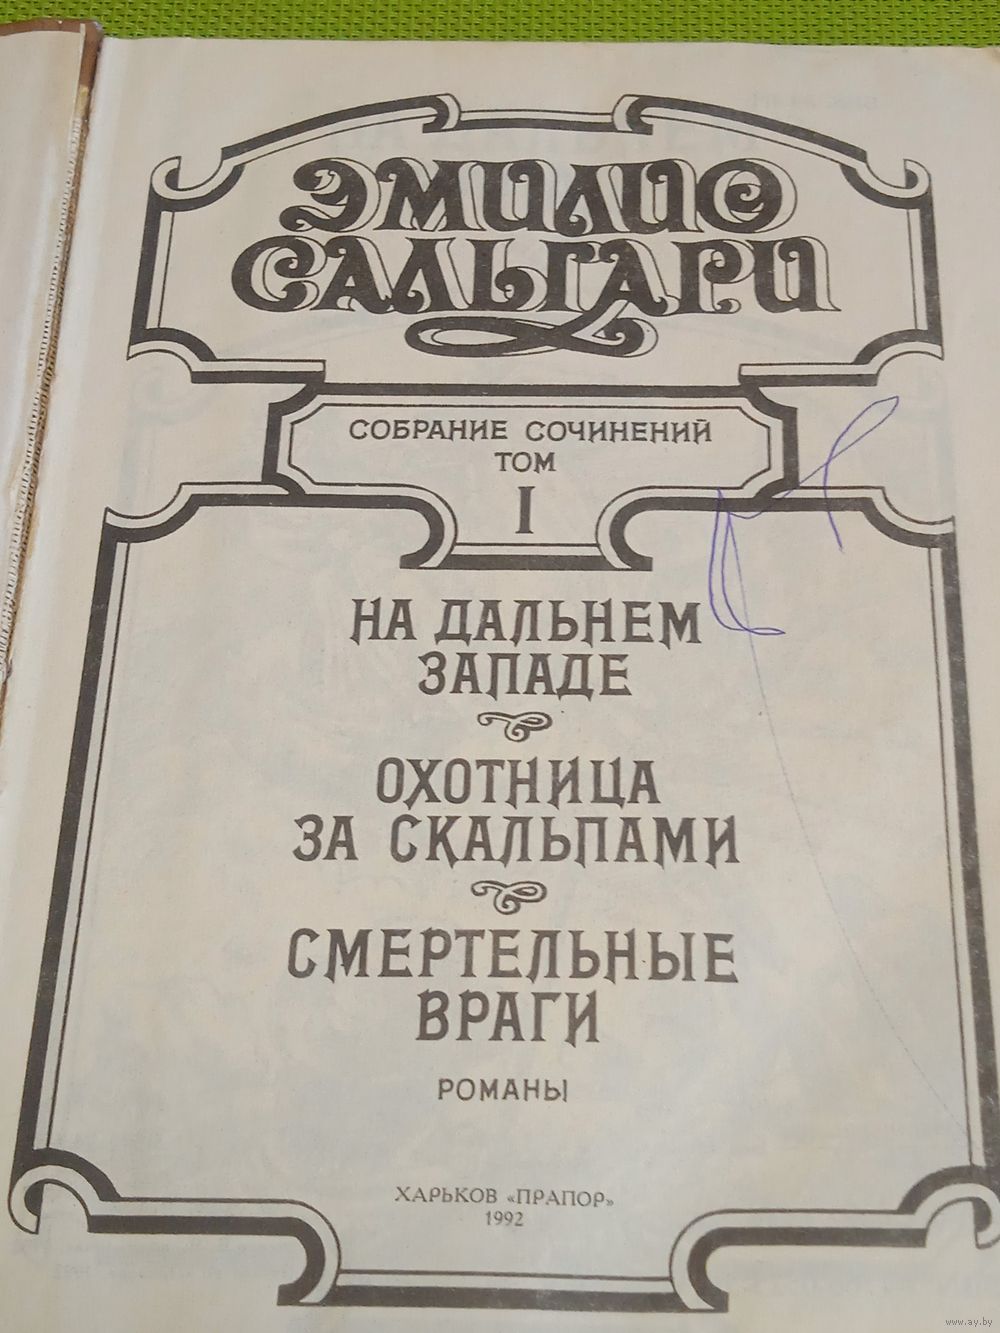 ЭМИЛИО
САЛЬГАРИ
СОБРАНИЕ СОЧИНЕНИЙ
ТОМ
I
НА ДАЛЬНЕМ
ЗАПАДЕ
ОХОТНИЦА
ЗА СКАЛЬПАМИ
СМЕРТЕЛЬНЫЕ
ВРАГИ
РОМАНЫ
ХАРЬКОВ «ПРАПОР»
1992
www.ay.by